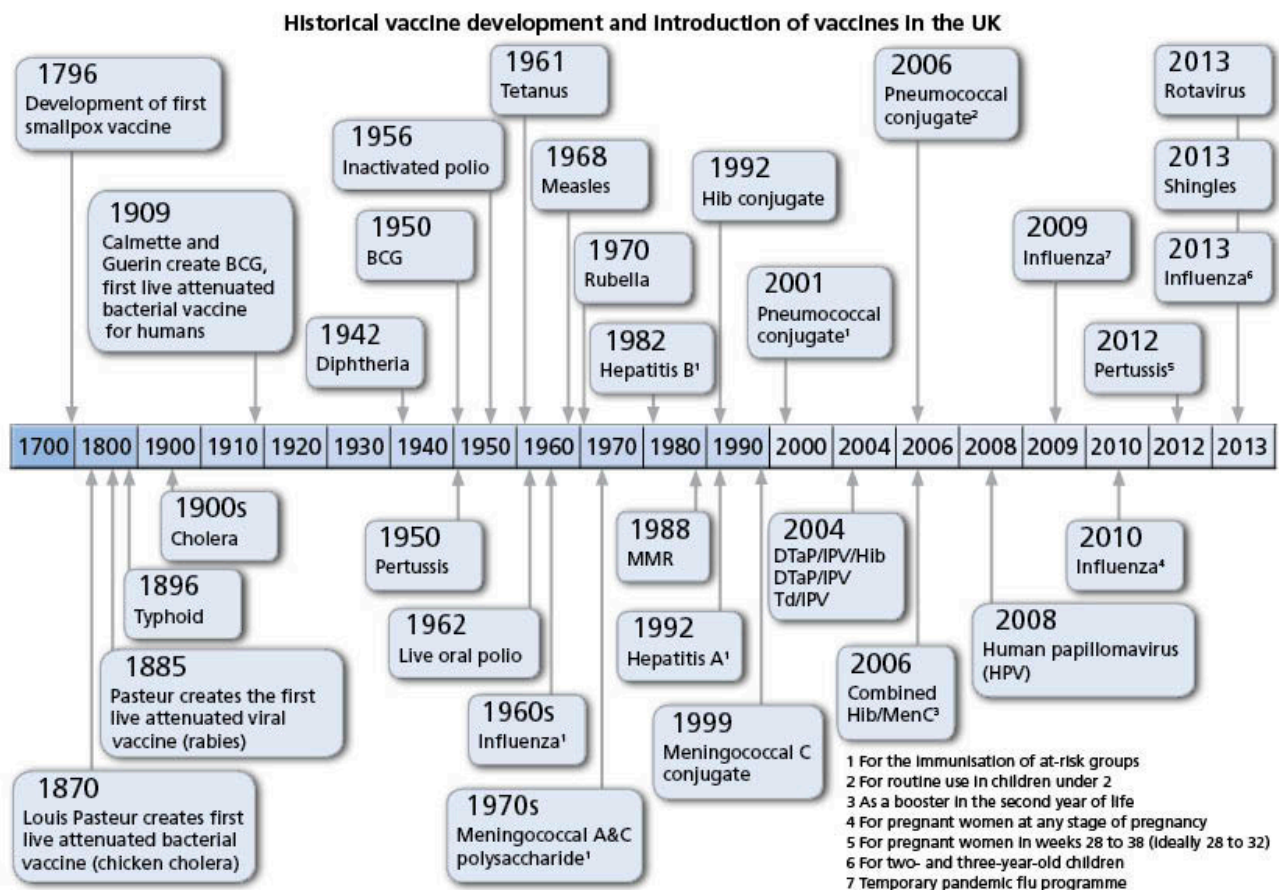 Historical vaccine development and introduction of vaccines in the UK
1796
Development of first
smallpox vaccine
1909
Calmette and
Guerin create BCG,
first live attenuated
bacterial vaccine
for humans
1942
Diphtheria
1950
BCG
1956
Inactivated polio
1961
Tetanus
1968
Measles
1970
Rubella
1982
Hepatitis B¹
1992
Hib conjugate
2001
Pneumococcal
conjugate¹
2006
Pneumococcal
conjugate²
2009
Influenza⁷
2012
Pertussis⁵
2013
Rotavirus
2013
Shingles
2013
Influenza⁶
1700 1800 1900 1910 1920 1930 1940 1950 1960 1970 1980 1990 2000 2004 2006 2008 2009 2010 2012 2013
1870
Louis Pasteur creates first
live attenuated bacterial
vaccine (chicken cholera)
1885
Pasteur creates the first
live attenuated viral
vaccine (rabies)
1896
Typhoid
1900s
Cholera
1950
Pertussis
1962
Live oral polio
1960s
Influenza¹
1970s
Meningococcal A&C
polysaccharide¹
1988
MMR
1992
Hepatitis A¹
1999
Meningococcal C
conjugate
2004
DTaP/IPV/Hib
DTaP/IPV
Td/IPV
2006
Combined
Hib/MenC³
2008
Human papillomavirus
(HPV)
2010
Influenza⁴
1 For the immunisation of at-risk groups
2 For routine use in children under 2
3 As a booster in the second year of life
4 For pregnant women at any stage of pregnancy
5 For pregnant women in weeks 28 to 38 (ideally 28 to 32)
6 For two- and three-year-old children
7 Temporary pandemic flu programme